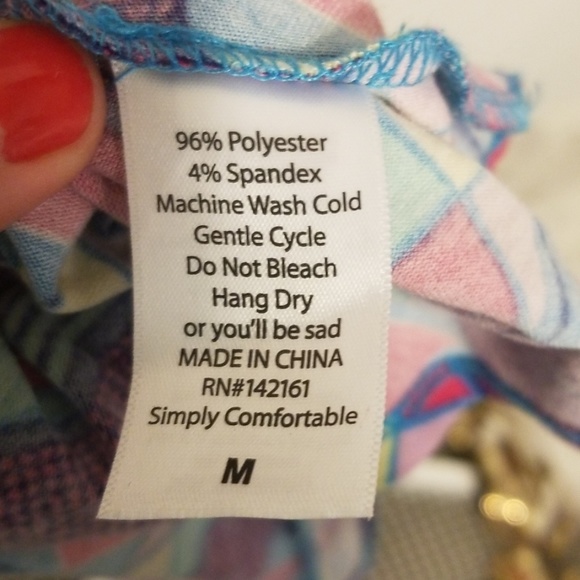 96% Polyester
4% Spandex
Machine Wash Cold
Gentle Cycle
Do Not Bleach
Hang Dry
or you'll be sad
MADE IN CHINA
RN#142161
Simply Comfortable
M